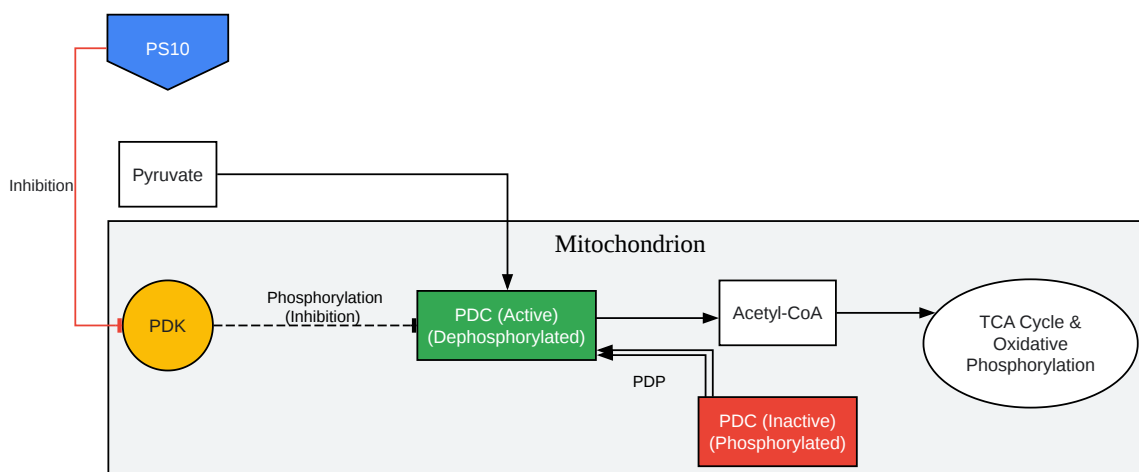 PS10
Inhibition
Pyruvate
Mitochondrion
PDK
Phosphorylation
(Inhibition)
PDC (Active)
(Dephosphorylated)
Acetyl-CoA
TCA Cycle &
Oxidative
Phosphorylation
PDP
PDC (Inactive)
(Phosphorylated)